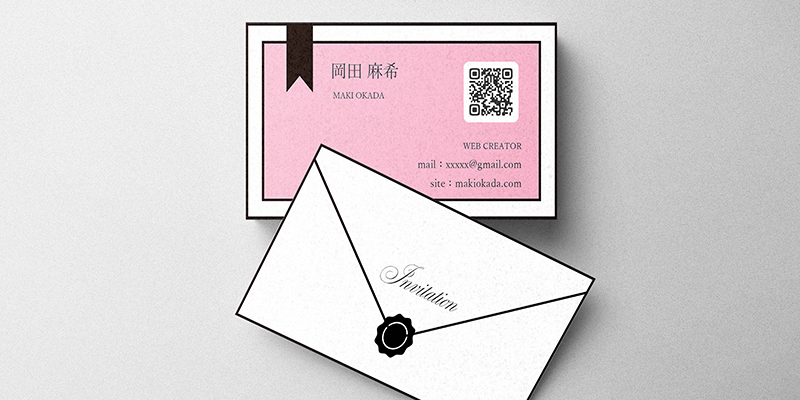 岡田 麻希
MAKI OKADA
WEB CREATOR
mail：xxxxx@gmail.com
site：makiokada.com
Invitation